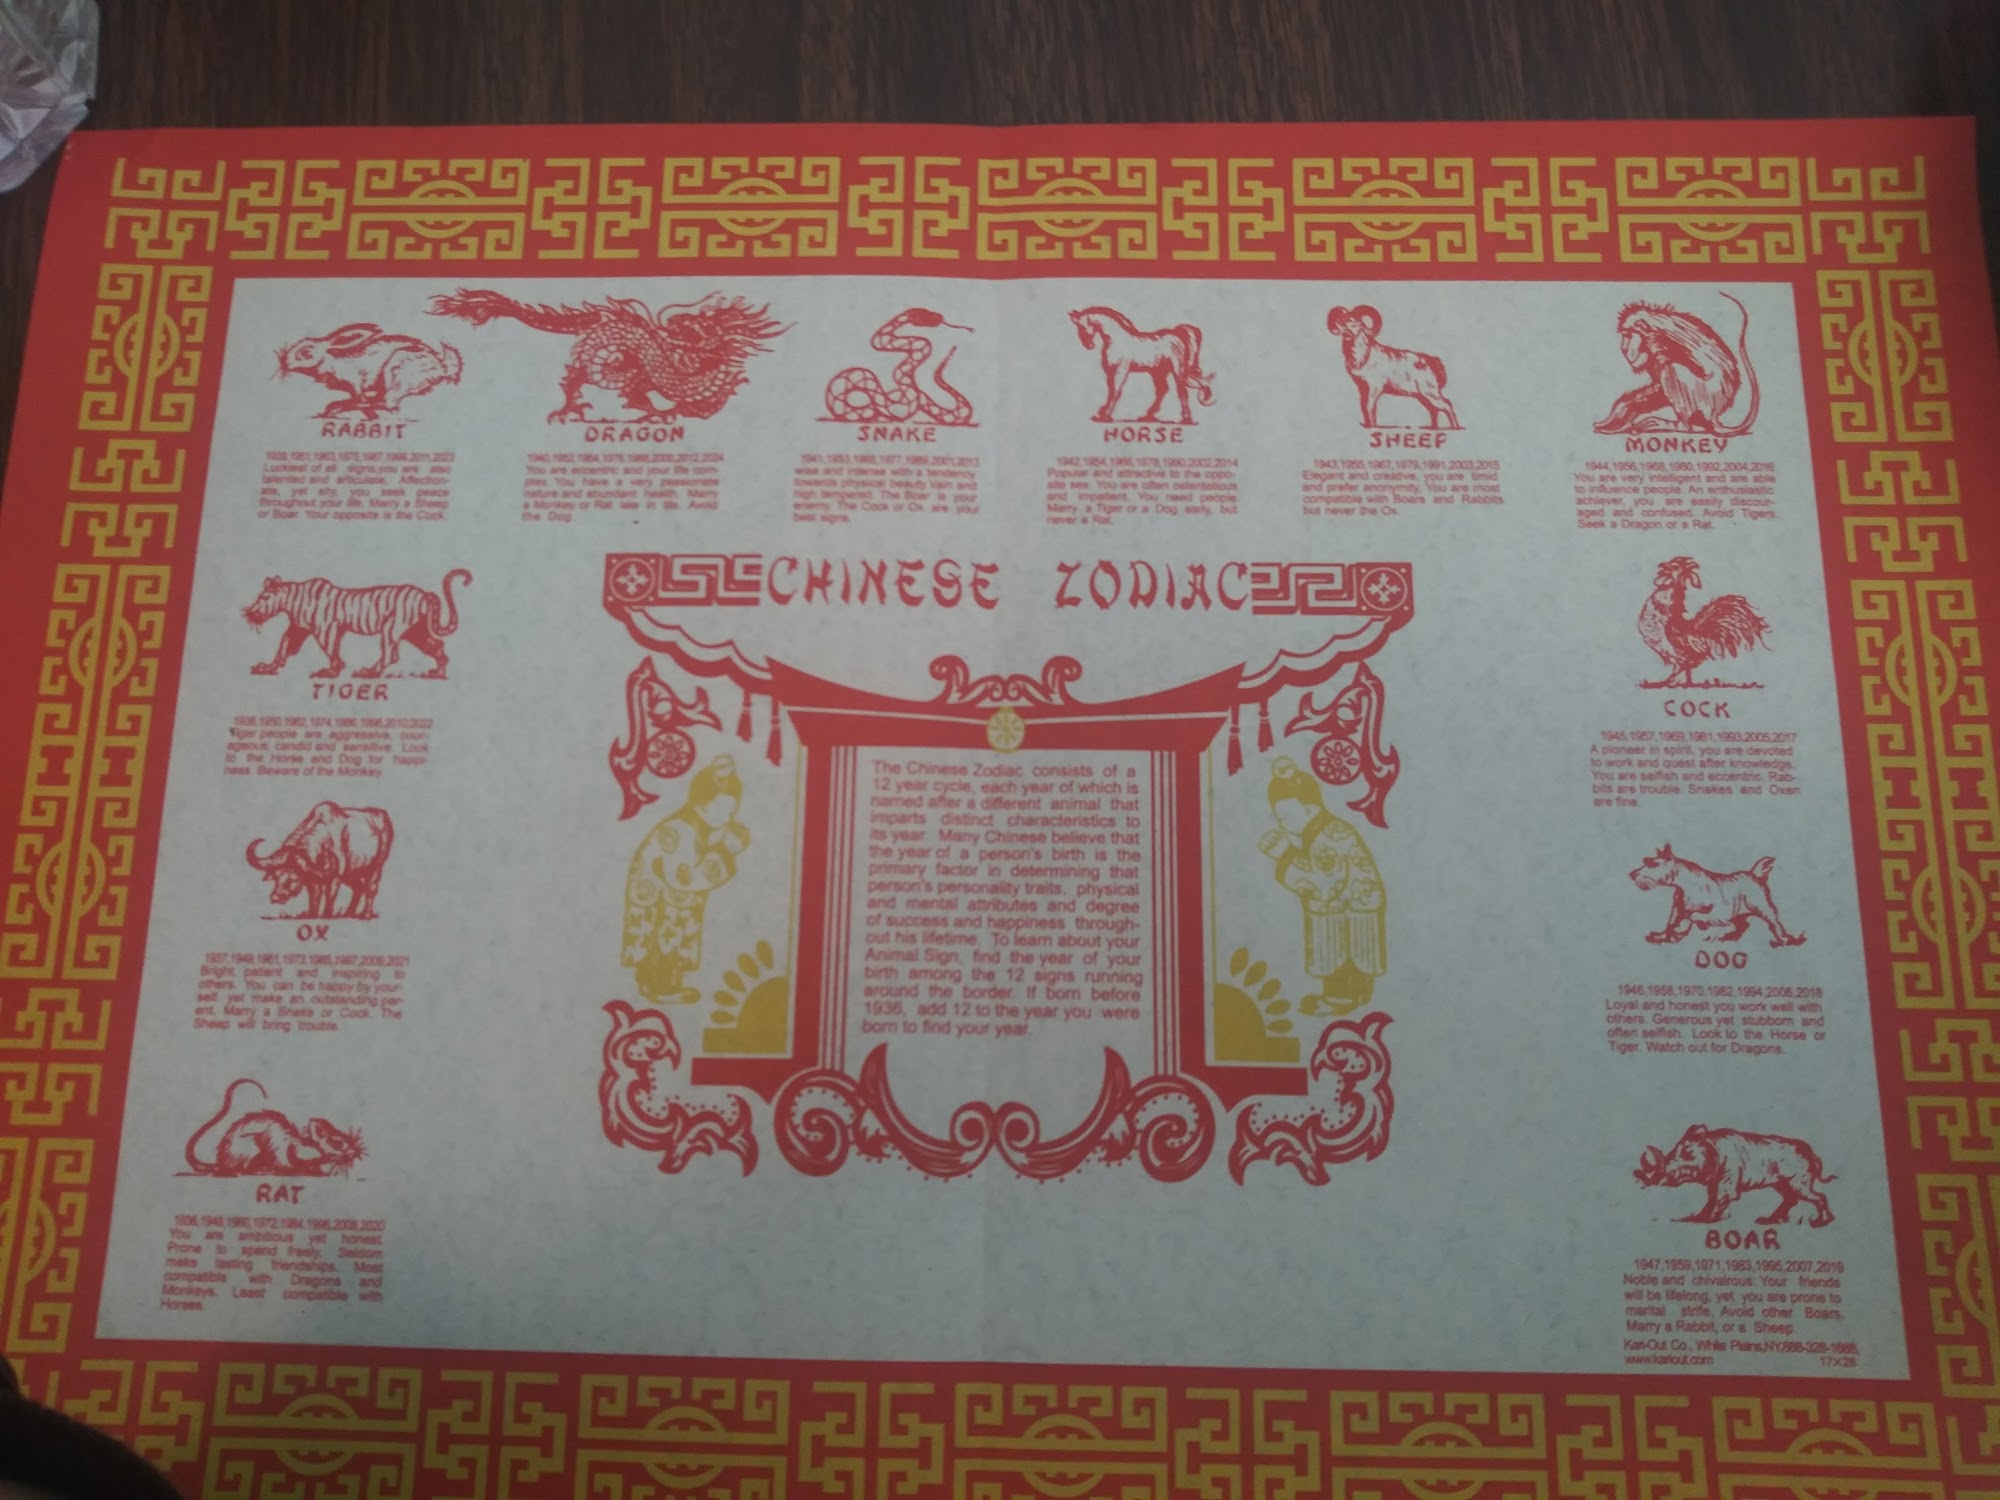 RABBIT
1939,1951,1963,1975,1987,1999,2011,2023
Luckiest of all signs,you are also
talented and articulate. Affection-
ate, yet shy, you seek peace
throughout your life. Marry a Sheep
or Boar. Your opposite is the Cock.
DRAGON
1940,1952,1964,1976,1988,2000,2012,2024
You are eccentric and your life com-
plex. You have a very passionate
nature and abundant health. Marry
a Monkey or Rat late in life. Avoid
the Dog.
SNAKE
1941,1953,1965,1977,1989,2001,2013
wise and intense with a tendency
towards physical beauty. Vain and
high tempered. The Boar is your
enemy. The Cock or Ox are your
best signs.
HORSE
1942,1954,1966,1978,1990,2002,2014
Popular and attractive to the oppo-
site sex. You are often ostentatious
and impatient. You need people.
Marry a Tiger or a Dog early, but
never a Rat.
SHEEP
1943,1955,1967,1979,1991,2003,2015
Elegant and creative, you are timid
and prefer anonymity. You are most
compatible with Boars and Rabbits
but never the Ox.
MONKEY
1944,1956,1968,1980,1992,2004,2016
You are very intelligent and are able
to influence people. An enthusiastic
achiever, you are easily discour-
aged and confused. Avoid Tigers.
Seek a Dragon or a Rat.
TIGER
1938,1950,1962,1974,1986,1998,2010,2022
Tiger people are aggressive, cour-
ageous, candid and sensitive. Look
to the Horse and Dog for happi-
ness. Beware of the Monkey.
OX
1937,1949,1961,1973,1985,1997,2009,2021
Bright, patient and inspiring to
others. You can be happy by your-
self, yet make an outstanding par-
ent. Marry a Snake or Cock. The
Sheep will bring trouble.
RAT
1936,1948,1960,1972,1984,1996,2008,2020
You are ambitious yet honest.
Prone to spend freely. Seldom
make lasting friendships. Most
compatible with Dragons and
Monkeys. Least compatible with
Horses.
CHINESE ZODIAC
The Chinese Zodiac consists of a
12 year cycle, each year of which is
named after a different animal that
imparts distinct characteristics to
its year. Many Chinese believe that
the year of a person's birth is the
primary factor in determining that
person's personality traits, physical
and mental attributes and degree
of success and happiness through-
out his lifetime. To learn about your
Animal Sign, find the year of your
birth among the 12 signs running
around the border. If born before
1936, add 12 to the year you were
born to find your year.
COCK
1945,1957,1969,1981,1993,2005,2017
A pioneer in spirit, you are devoted
to work and quest after knowledge.
You are selfish and eccentric. Rab-
bits are trouble. Snakes and Oxen
are fine.
DOG
1946,1958,1970,1982,1994,2006,2018
Loyal and honest you work well with
others. Generous yet stubborn and
often selfish. Look to the Horse or
Tiger. Watch out for Dragons.
BOAR
1947,1959,1971,1983,1995,2007,2019
Noble and chivalrous. Your friends
will be lifelong, yet you are prone to
marital strife. Avoid other Boars.
Marry a Rabbit, or a Sheep.
Kari-Out Co., White Plains,NY,888-328-1688,
www.kariout.com 17×26